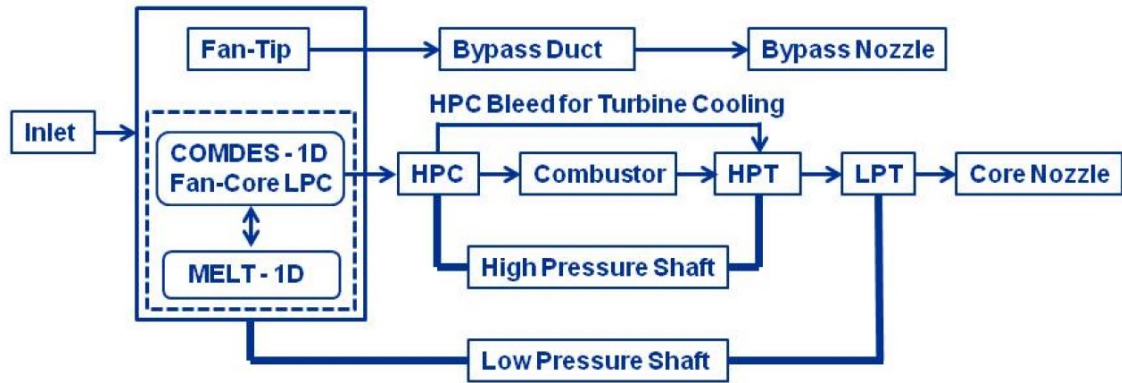 Fan-Tip
Bypass Duct
Bypass Nozzle
HPC Bleed for Turbine Cooling
Inlet
COMDES - 1D
Fan-Core LPC
HPC
Combustor
HPT
LPT
Core Nozzle
MELT - 1D
High Pressure Shaft
Low Pressure Shaft